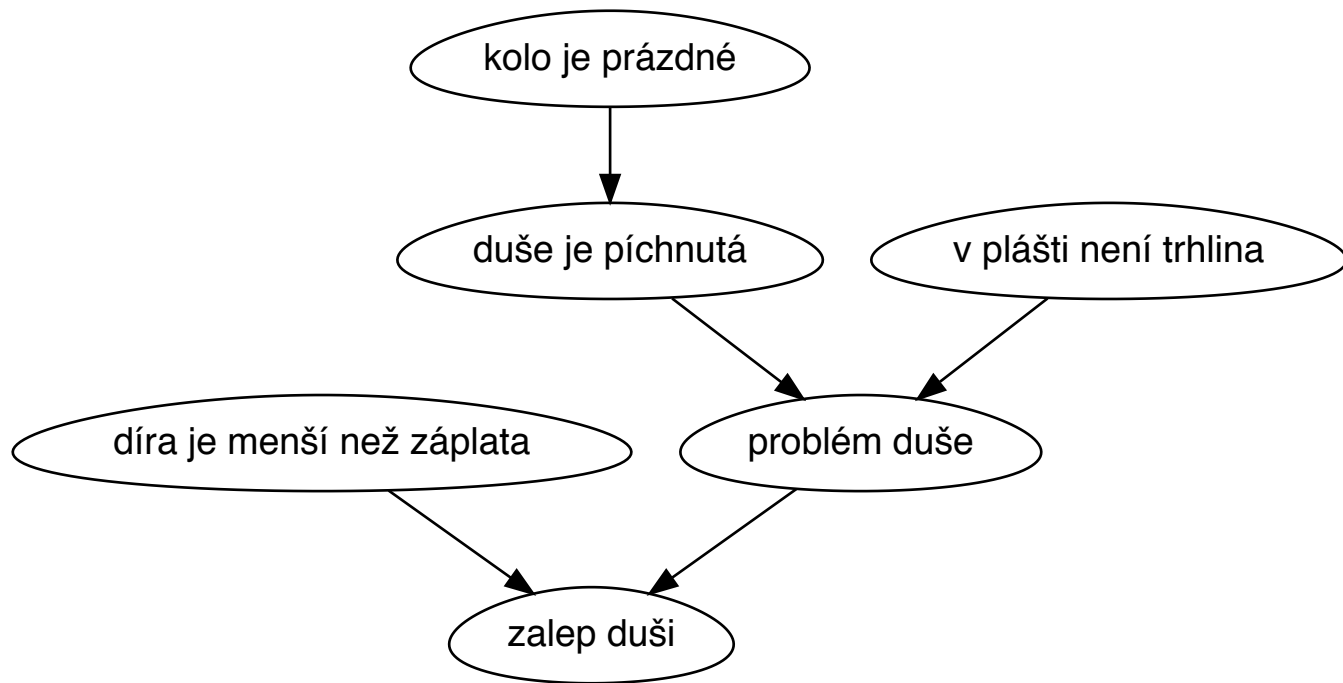 kolo je prázdné
duše je píchnutá
v plášti není trhlina
díra je menší než záplata
problém duše
zalep duši